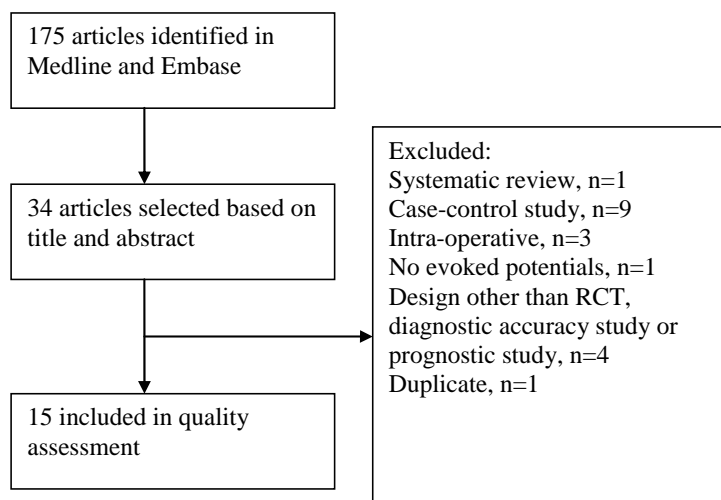 175 articles identified in
Medline and Embase
34 articles selected based on
title and abstract
Excluded:
Systematic review, n=1
Case-control study, n=9
Intra-operative, n=3
No evoked potentials, n=1
Design other than RCT,
diagnostic accuracy study or
prognostic study, n=4
Duplicate, n=1
15 included in quality
assessment